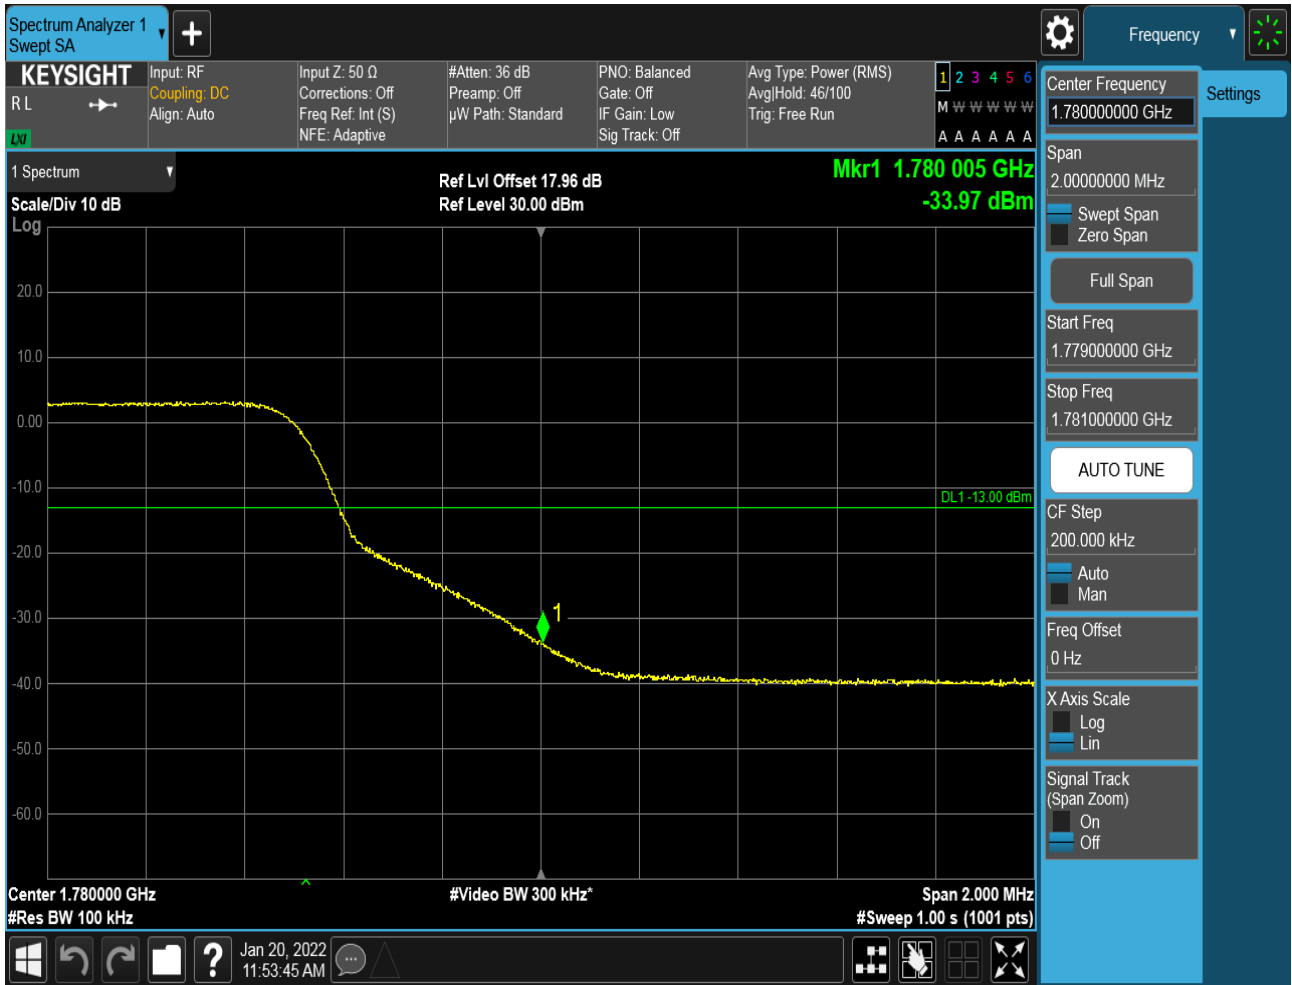 Spectrum Analyzer 1
Swept SA
Frequency
KEYSIGHT
R L
LXI
Input: RF
Coupling: DC
Align: Auto
Input Z: 50 Ω
Corrections: Off
Freq Ref: Int (S)
NFE: Adaptive
#Atten: 36 dB
Preamp: Off
µW Path: Standard
PNO: Balanced
Gate: Off
IF Gain: Low
Sig Track: Off
Avg Type: Power (RMS)
Avg|Hold: 46/100
Trig: Free Run
1 2 3 4 5 6
M W W W W W
A A A A A A
1 Spectrum
Scale/Div 10 dB
Log
Ref Lvl Offset 17.96 dB
Ref Level 30.00 dBm
Mkr1 1.780 005 GHz
-33.97 dBm
20.0
10.0
0.00
-10.0
-20.0
-30.0
-40.0
-50.0
-60.0
DL1 -13.00 dBm
1
Center 1.780000 GHz
#Res BW 100 kHz
#Video BW 300 kHz*
Span 2.000 MHz
#Sweep 1.00 s (1001 pts)
Jan 20, 2022
11:53:45 AM
Center Frequency
1.780000000 GHz
Settings
Span
2.00000000 MHz
Swept Span
Zero Span
Full Span
Start Freq
1.779000000 GHz
Stop Freq
1.781000000 GHz
AUTO TUNE
CF Step
200.000 kHz
Auto
Man
Freq Offset
0 Hz
X Axis Scale
Log
Lin
Signal Track
(Span Zoom)
On
Off